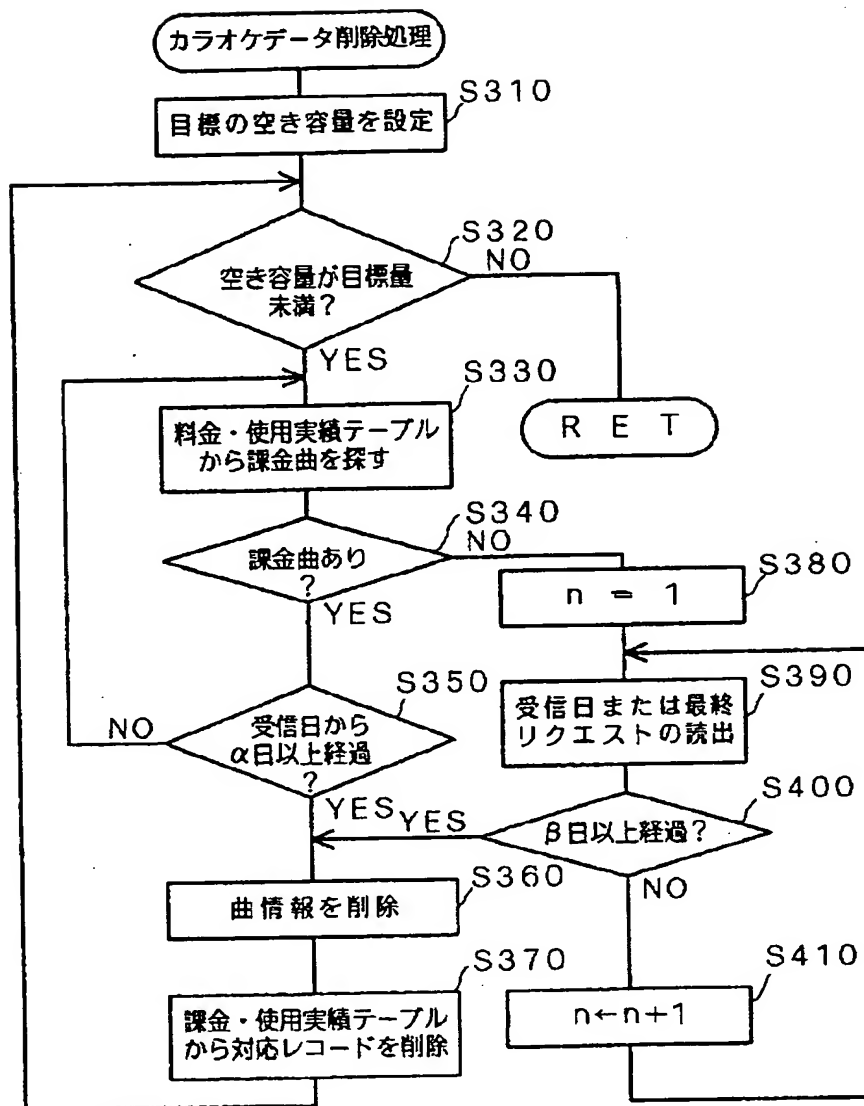 カラオケデータ削除処理
S310
目標の空き容量を設定
S320
空き容量が目標量
未満？
NO
YES
S330
料金・使用実績テーブル
から課金曲を探す
RET
S340
課金曲あり
？
NO
YES
S380
n = 1
S350
受信日から
α日以上経過
？
NO
YES
S390
受信日または最終
リクエストの読出
S400
β日以上経過？
YES
NO
S360
曲情報を削除
S370
課金・使用実績テーブル
から対応レコードを削除
S410
n←n+1